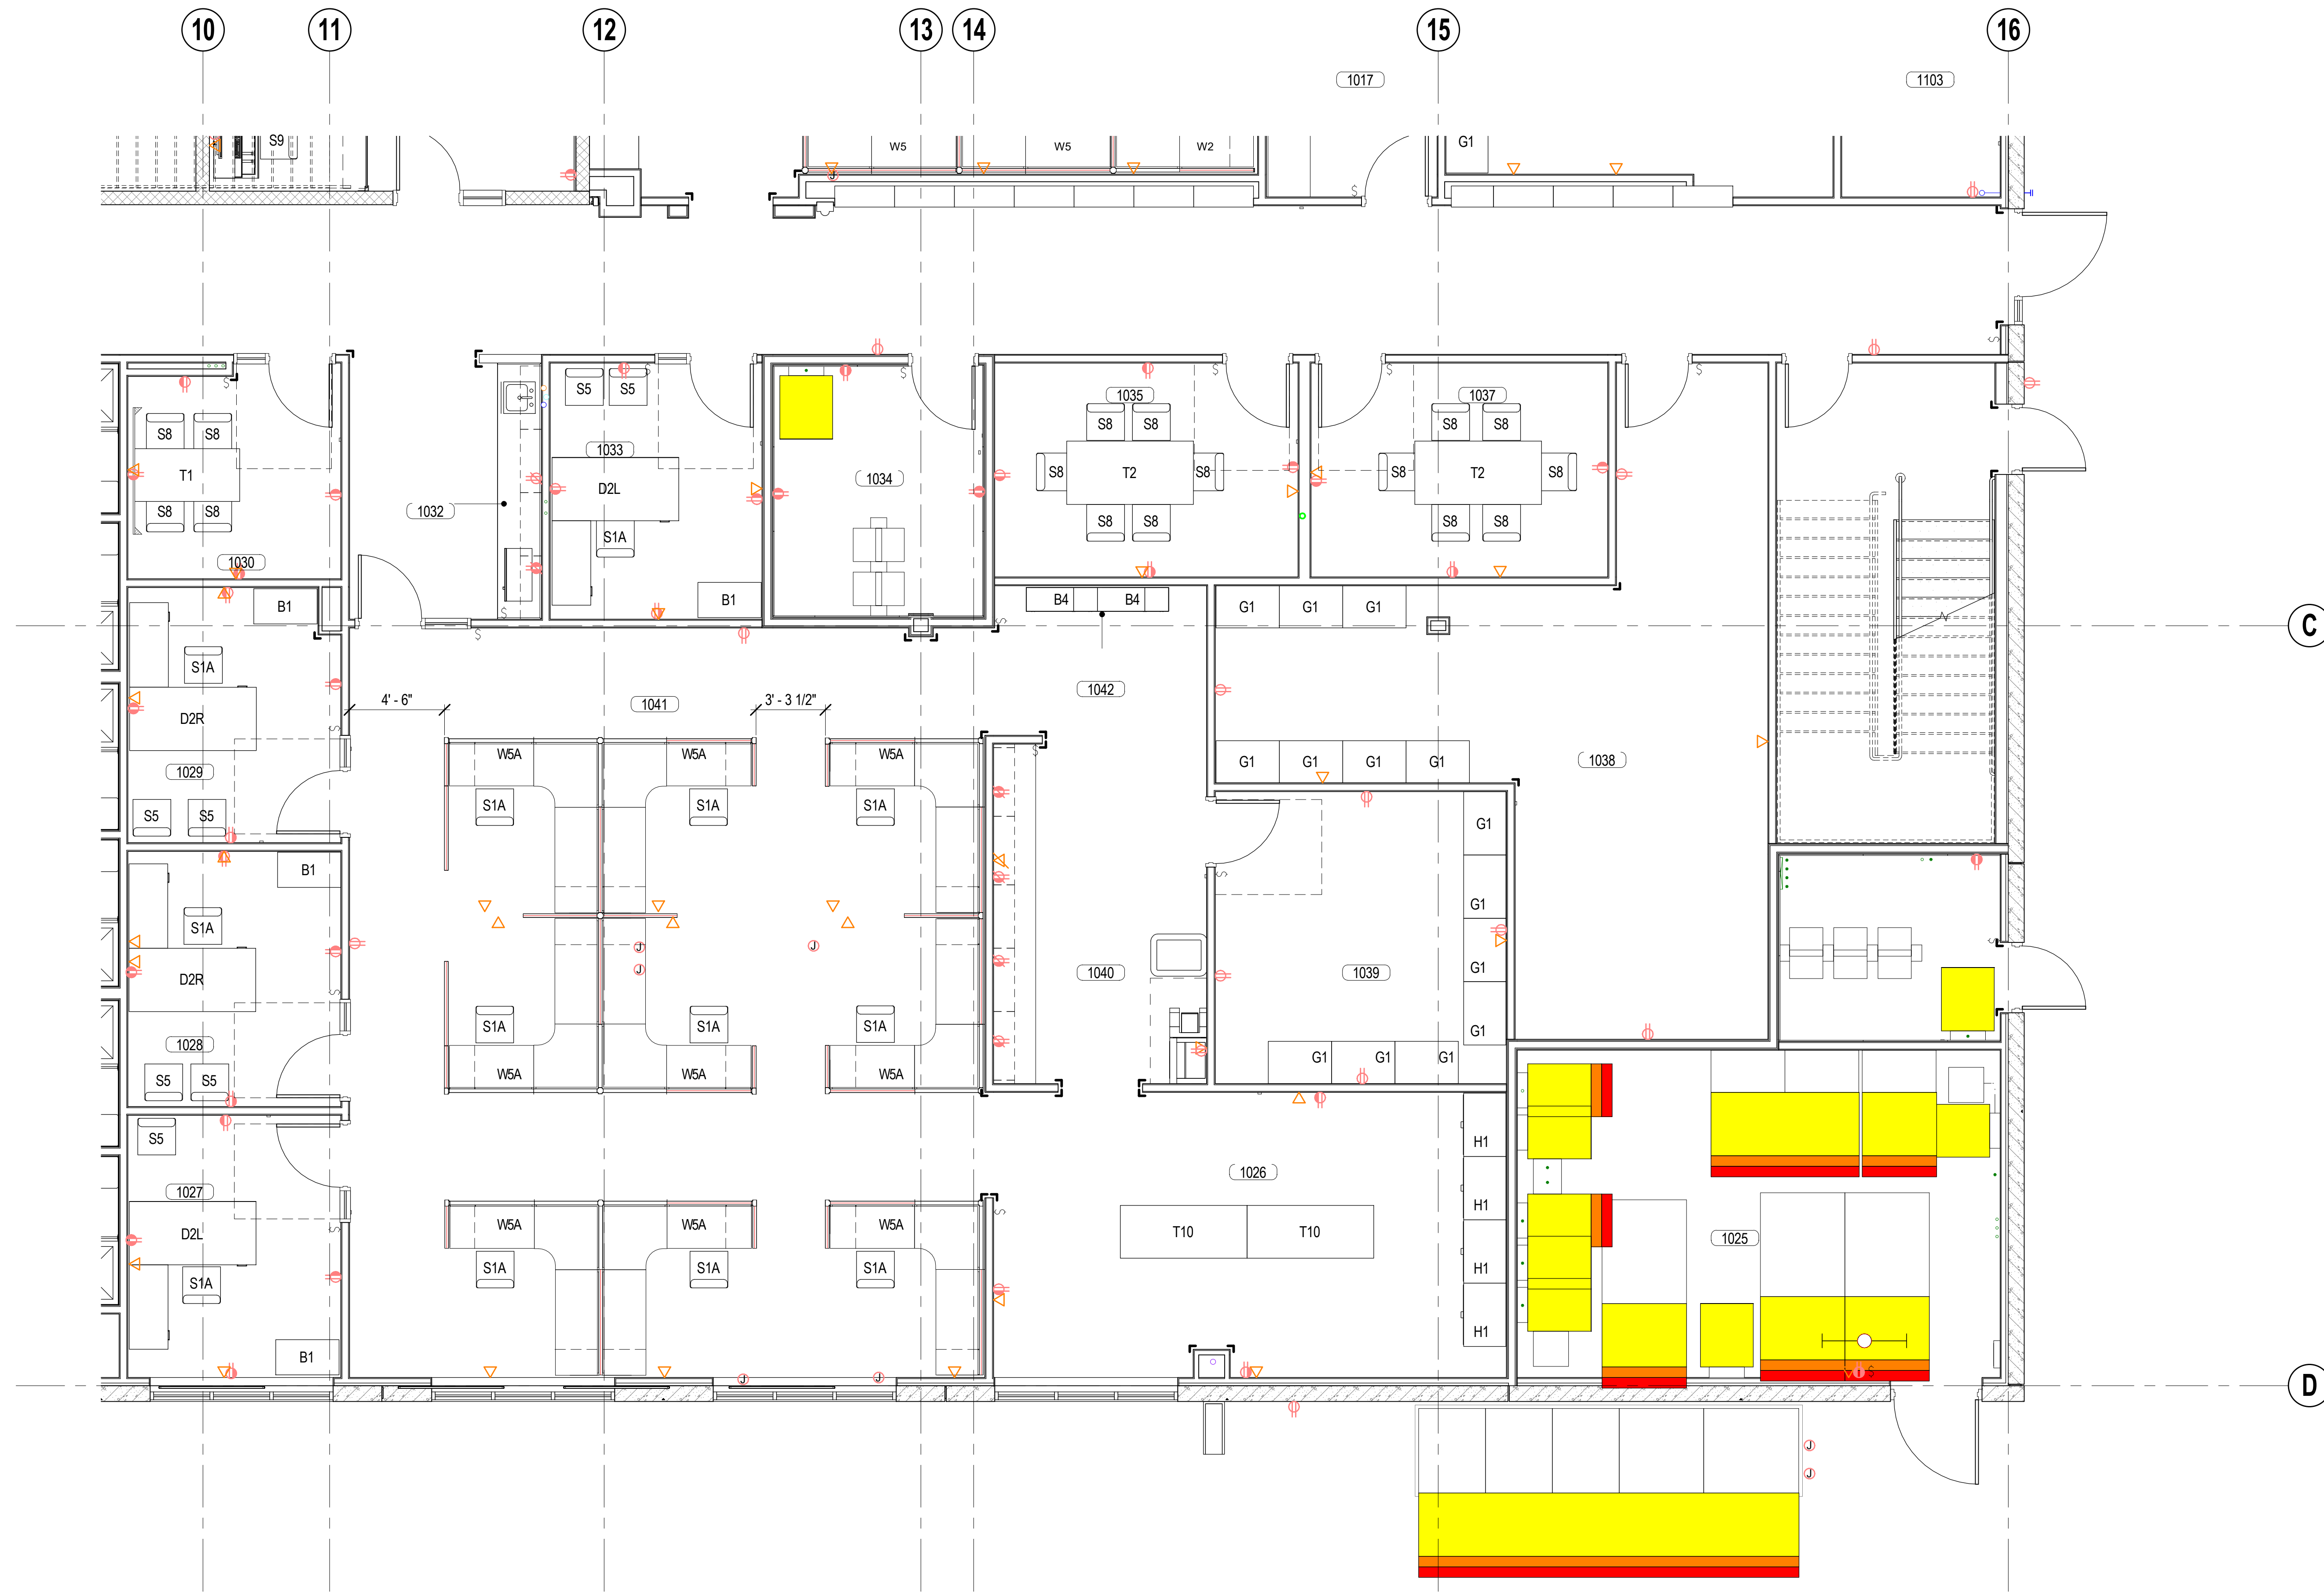 10 11 12 13 14 15 16
1017 1103
S9 W5 W5 W2 G1
J
$
S5 S5 $ $ $ $ $
1035 1037
S8 S8 S8 S8 S8 S8
1033
T1 S8 T2 S8 S8 T2 S8
1034
D2L
1032
S8 S8 S8 S8 S8 S8
S1A
1030
B1 B1 B4 B4 G1 G1 G1
C
S1A
1042
4' - 6" 1041 3' - 3 1/2"
D2R
W5A W5A W5A G1 G1 G1 G1 1038
1029
S1A S1A S1A
S5 S5
G1
B1
G1
S1A
J J
J
D2R 1040 1039 G1
S1A S1A S1A G1
1028
G1 G1 G1
S5 S5 W5A W5A W5A
S5 H1
1026
1027
H1
D2L W5A W5A W5A T10 T10 1025
S1A S1A S1A S1A H1
H1
B1
J J
D
J
J